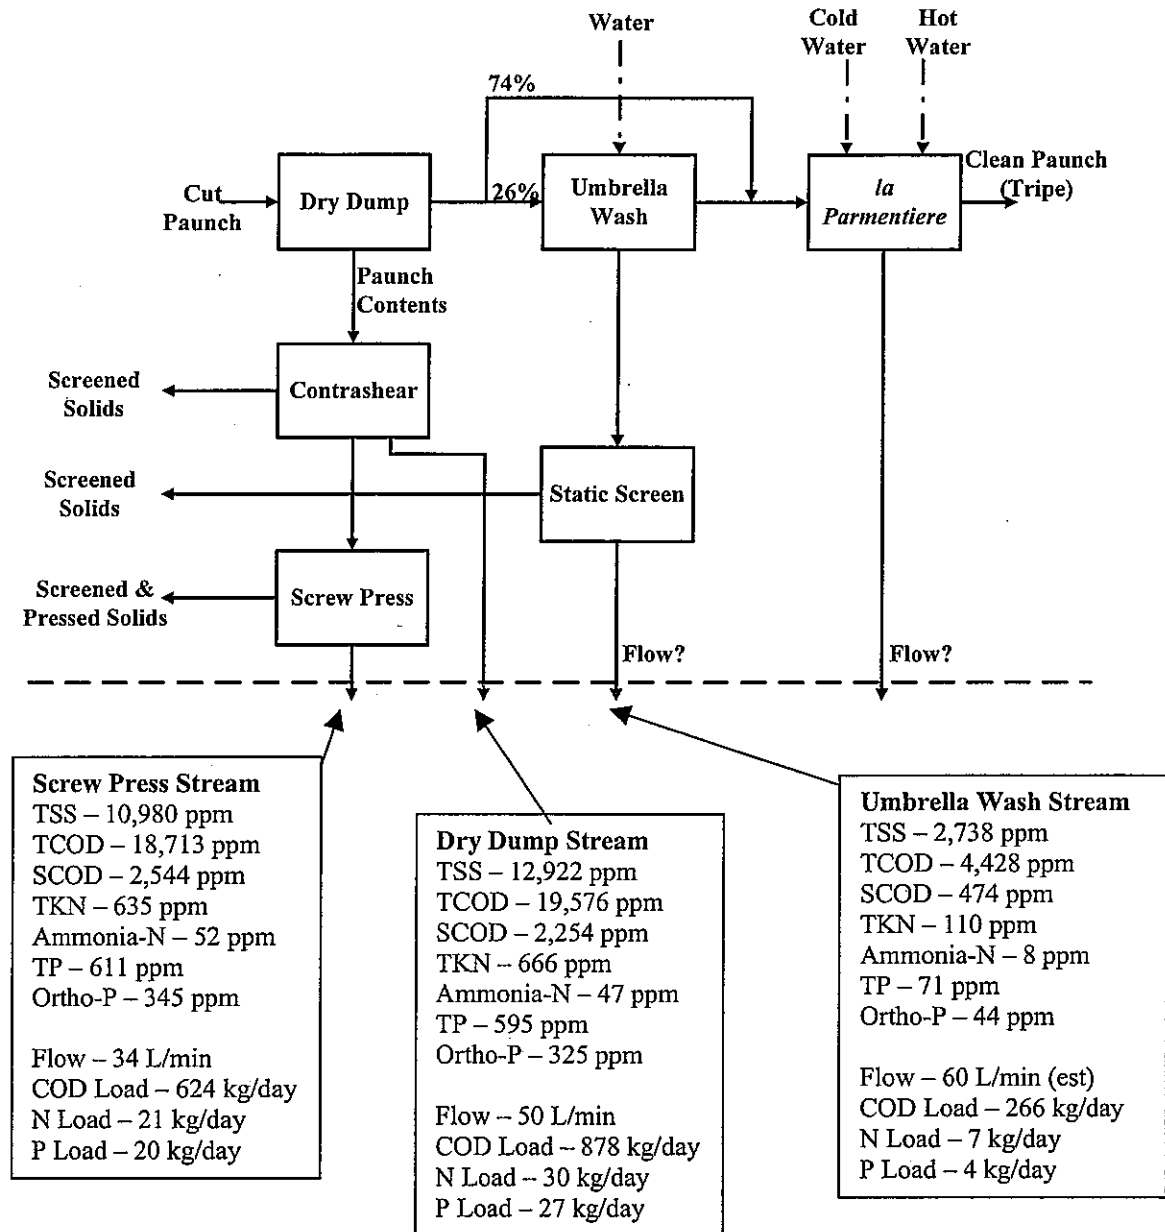 Water
Cold
Water
Hot
Water
74%
Cut
Paunch
Dry Dump
26%
Umbrella
Wash
la
Parmentiere
Clean Paunch
(Tripe)
Paunch
Contents
Screened
Solids
Contrashear
Screened
Solids
Static Screen
Screened &
Pressed Solids
Screw Press
Flow?
Flow?
Screw Press Stream
TSS – 10,980 ppm
TCOD – 18,713 ppm
SCOD – 2,544 ppm
TKN – 635 ppm
Ammonia-N – 52 ppm
TP – 611 ppm
Ortho-P – 345 ppm
Flow – 34 L/min
COD Load – 624 kg/day
N Load – 21 kg/day
P Load – 20 kg/day
Dry Dump Stream
TSS – 12,922 ppm
TCOD – 19,576 ppm
SCOD – 2,254 ppm
TKN – 666 ppm
Ammonia-N – 47 ppm
TP – 595 ppm
Ortho-P – 325 ppm
Flow – 50 L/min
COD Load – 878 kg/day
N Load – 30 kg/day
P Load – 27 kg/day
Umbrella Wash Stream
TSS – 2,738 ppm
TCOD – 4,428 ppm
SCOD – 474 ppm
TKN – 110 ppm
Ammonia-N – 8 ppm
TP – 71 ppm
Ortho-P – 44 ppm
Flow – 60 L/min (est)
COD Load – 266 kg/day
N Load – 7 kg/day
P Load – 4 kg/day